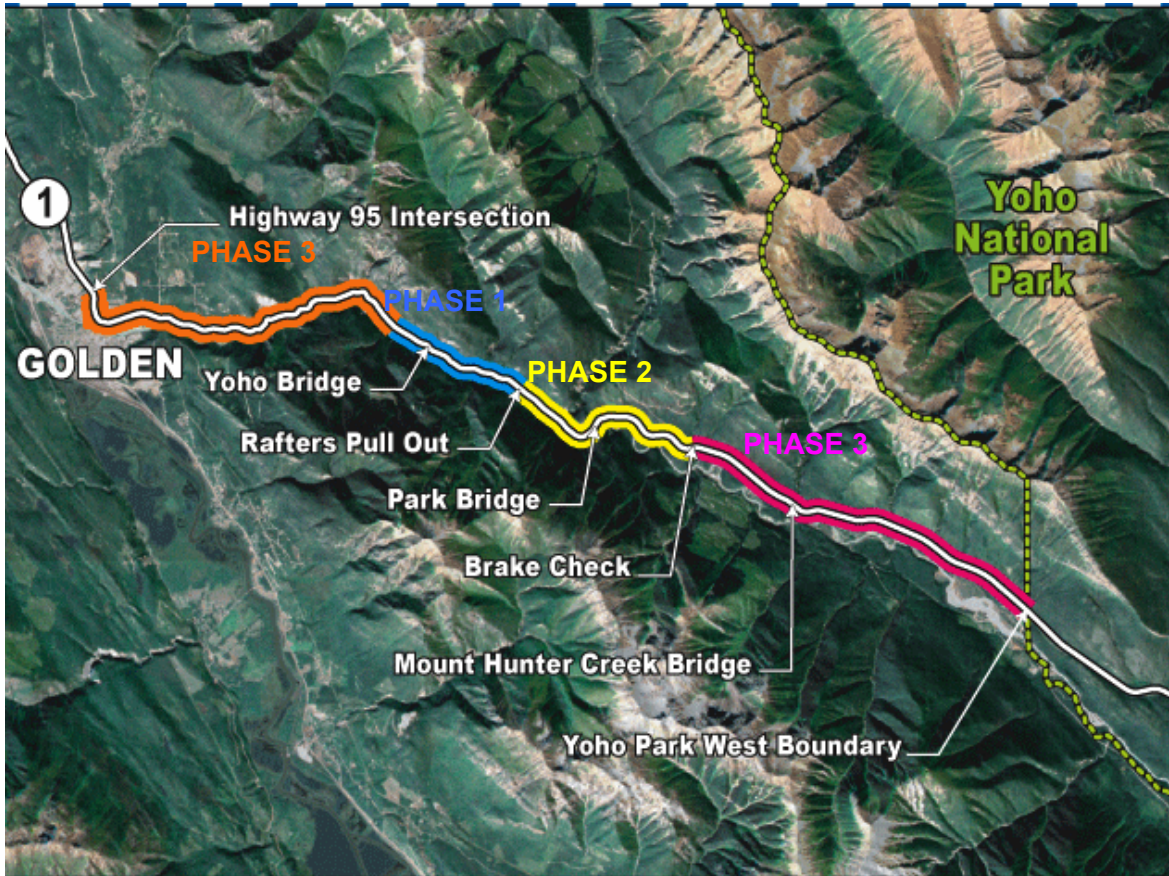 1
Highway 95 Intersection
PHASE 3
Yoho
National
Park
PHASE 1
GOLDEN
Yoho Bridge
PHASE 2
Rafters Pull Out
PHASE 3
Park Bridge
Brake Check
Mount Hunter Creek Bridge
Yoho Park West Boundary